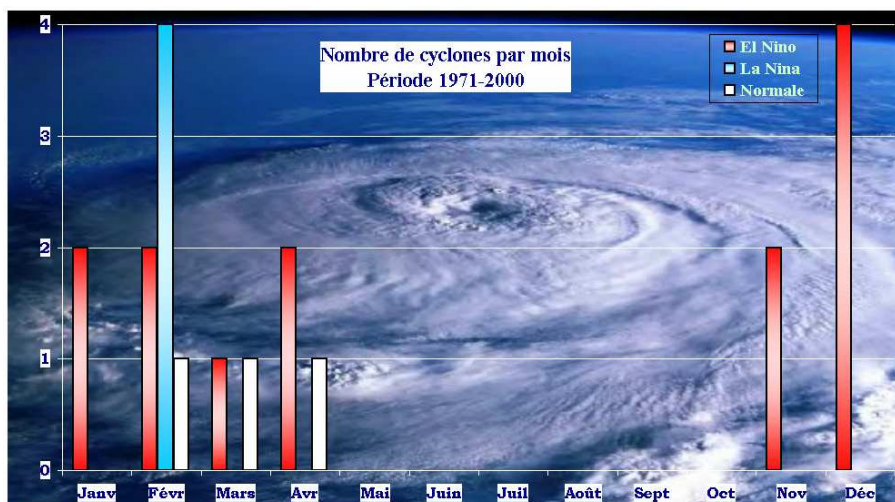 Nombre de cyclones par mois
Période 1971-2000
El Nino
La Nina
Normale
4
3
2
1
0
Janv Févr Mars Avr Mai Juin Juil Août Sept Oct Nov Déc